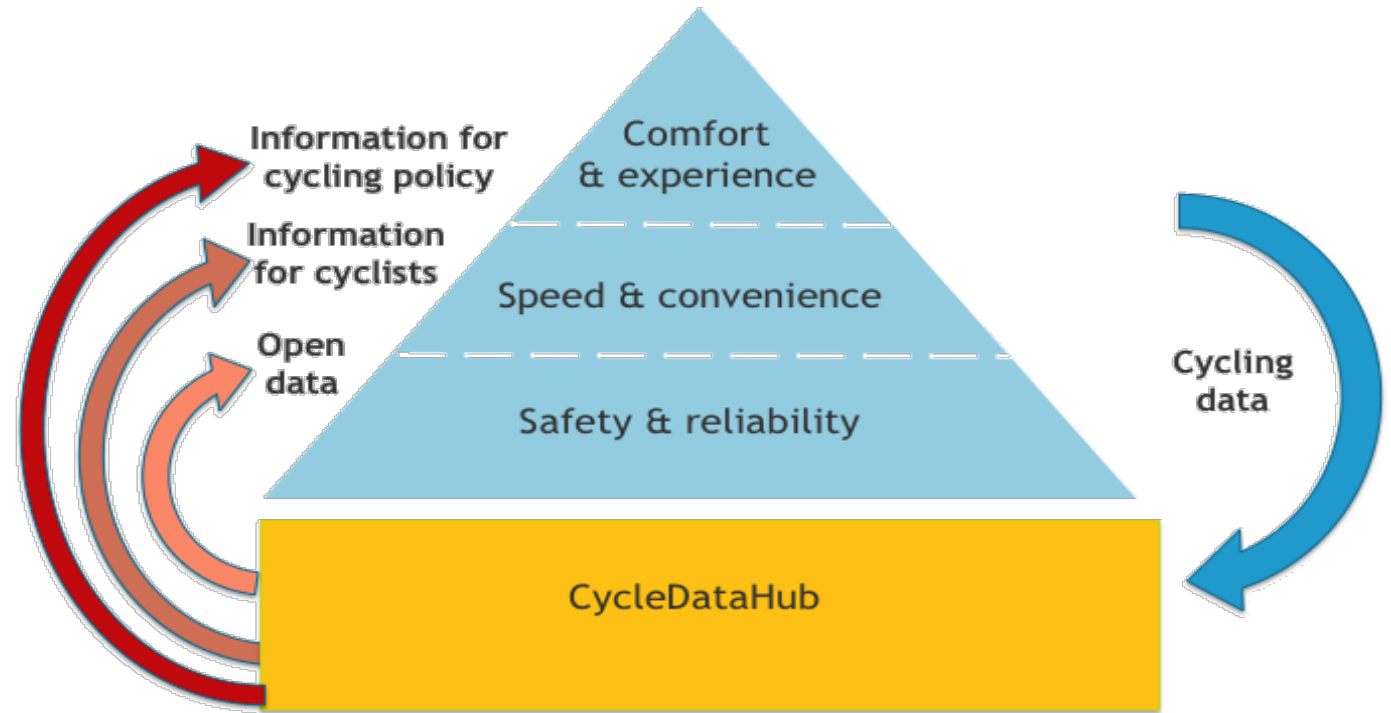 Information for
cycling policy
Information
for cyclists
Open
data
Comfort
& experience
Speed & convenience
Safety & reliability
Cycling
data
CycleDataHub